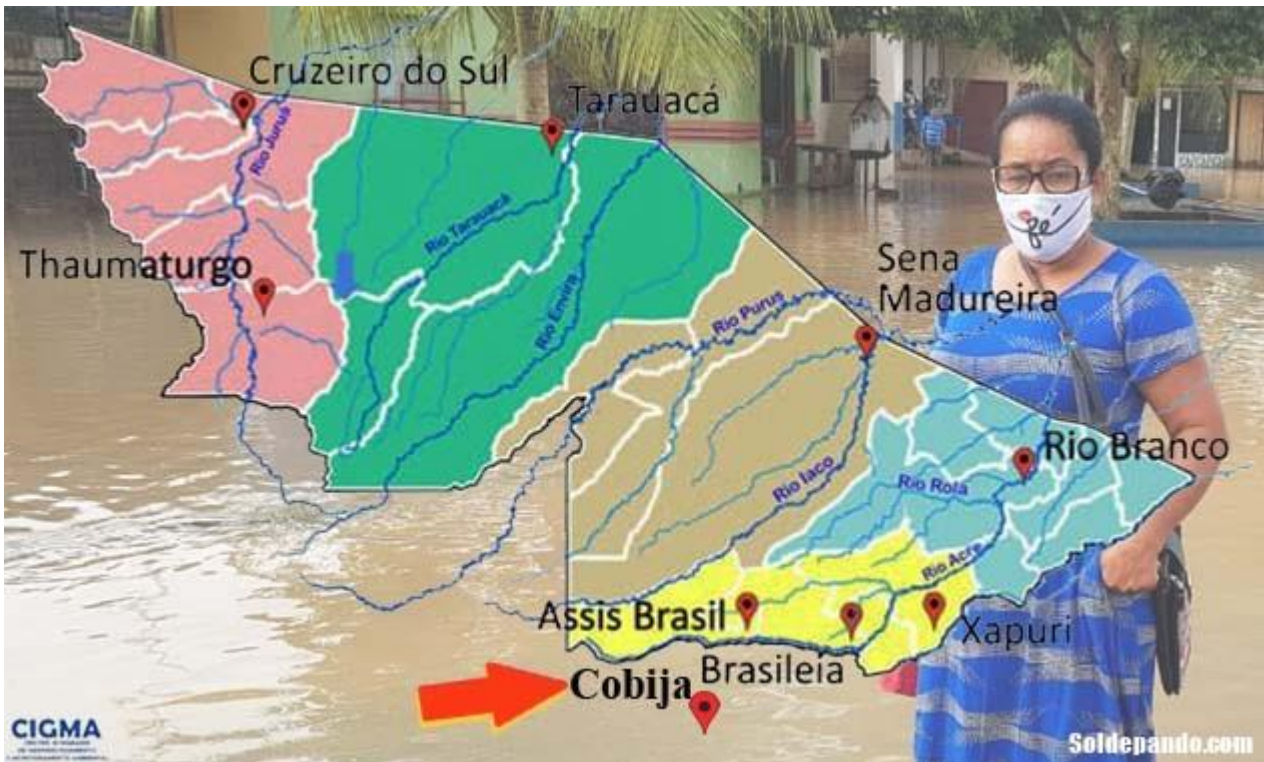 Cruzeiro do Sul
Tarauacá
Rio Juruá
Rio Tarauacá
Thaumaturgo
Rio Envira
Sena
Madureira
Rio Purus
Rio Branco
Rio Iaco
Rio Rola
Rio Acre
Assis Brasil
Xapuri
Brasileia
Cobija
fé
CIGMA
Soldepando.com